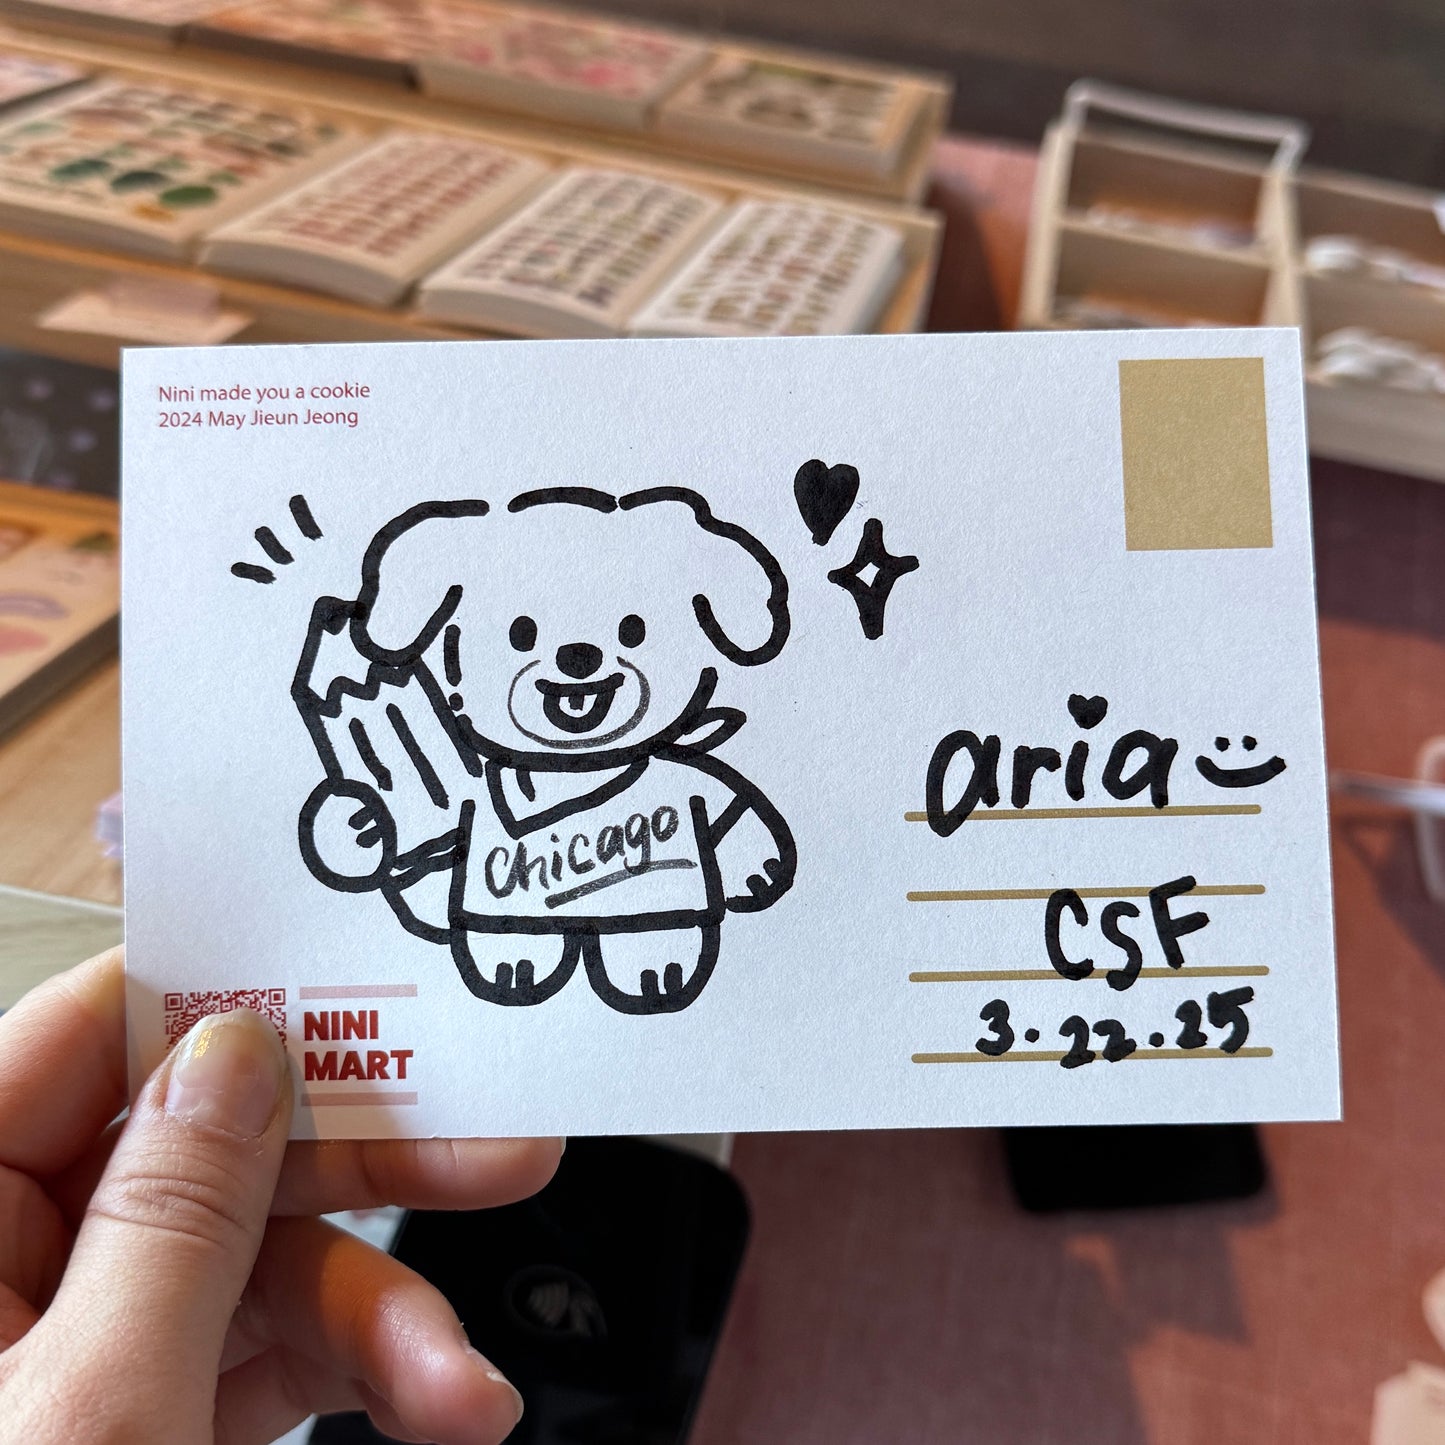 Nini made you a cookie
2024 May Jieun Jeong
Chicago
aria
CSF
3.22.25
NINI
MART